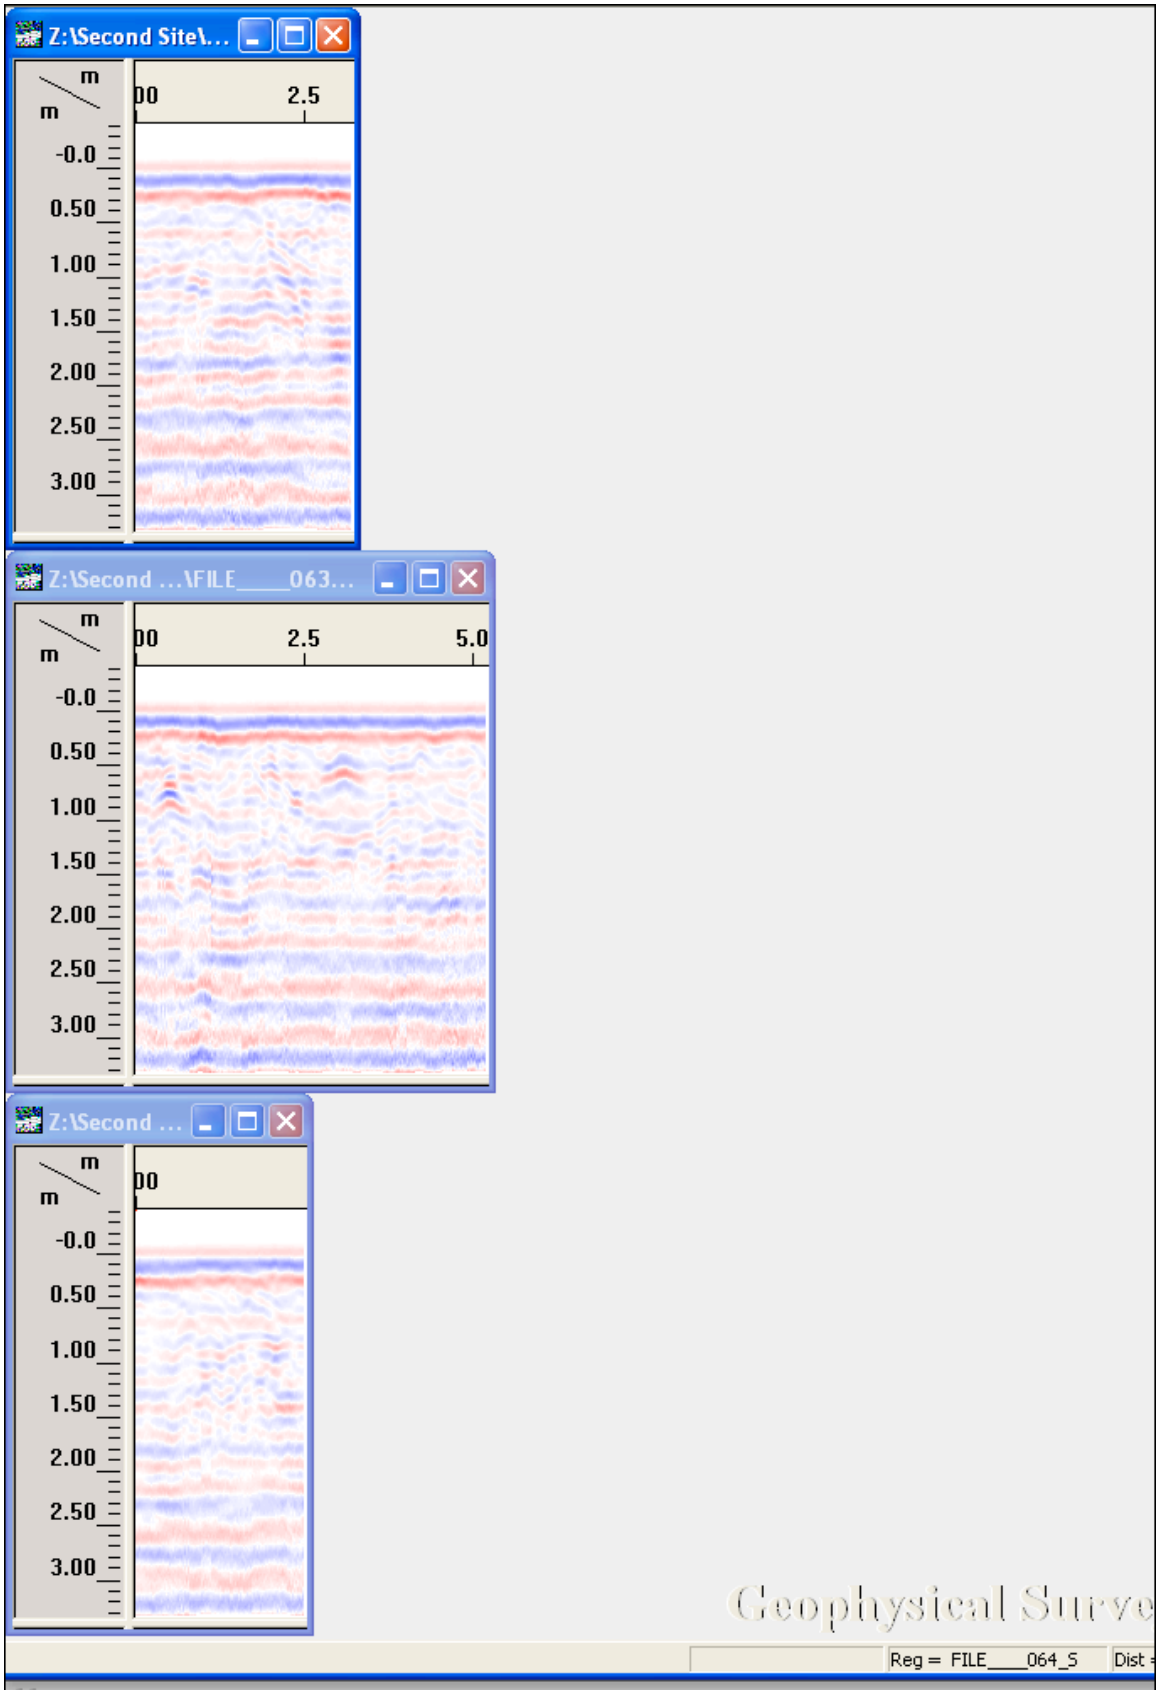 Z:\Second Site\...
m
m
00 2.5
-0.0
0.50
1.00
1.50
2.00
2.50
3.00
Z:\Second ...\FILE____063...
m
m
00 2.5 5.0
-0.0
0.50
1.00
1.50
2.00
2.50
3.00
Z:\Second ...
m
m
00
-0.0
0.50
1.00
1.50
2.00
2.50
3.00
Geophysical Surve
Reg = FILE____064_S Dist =